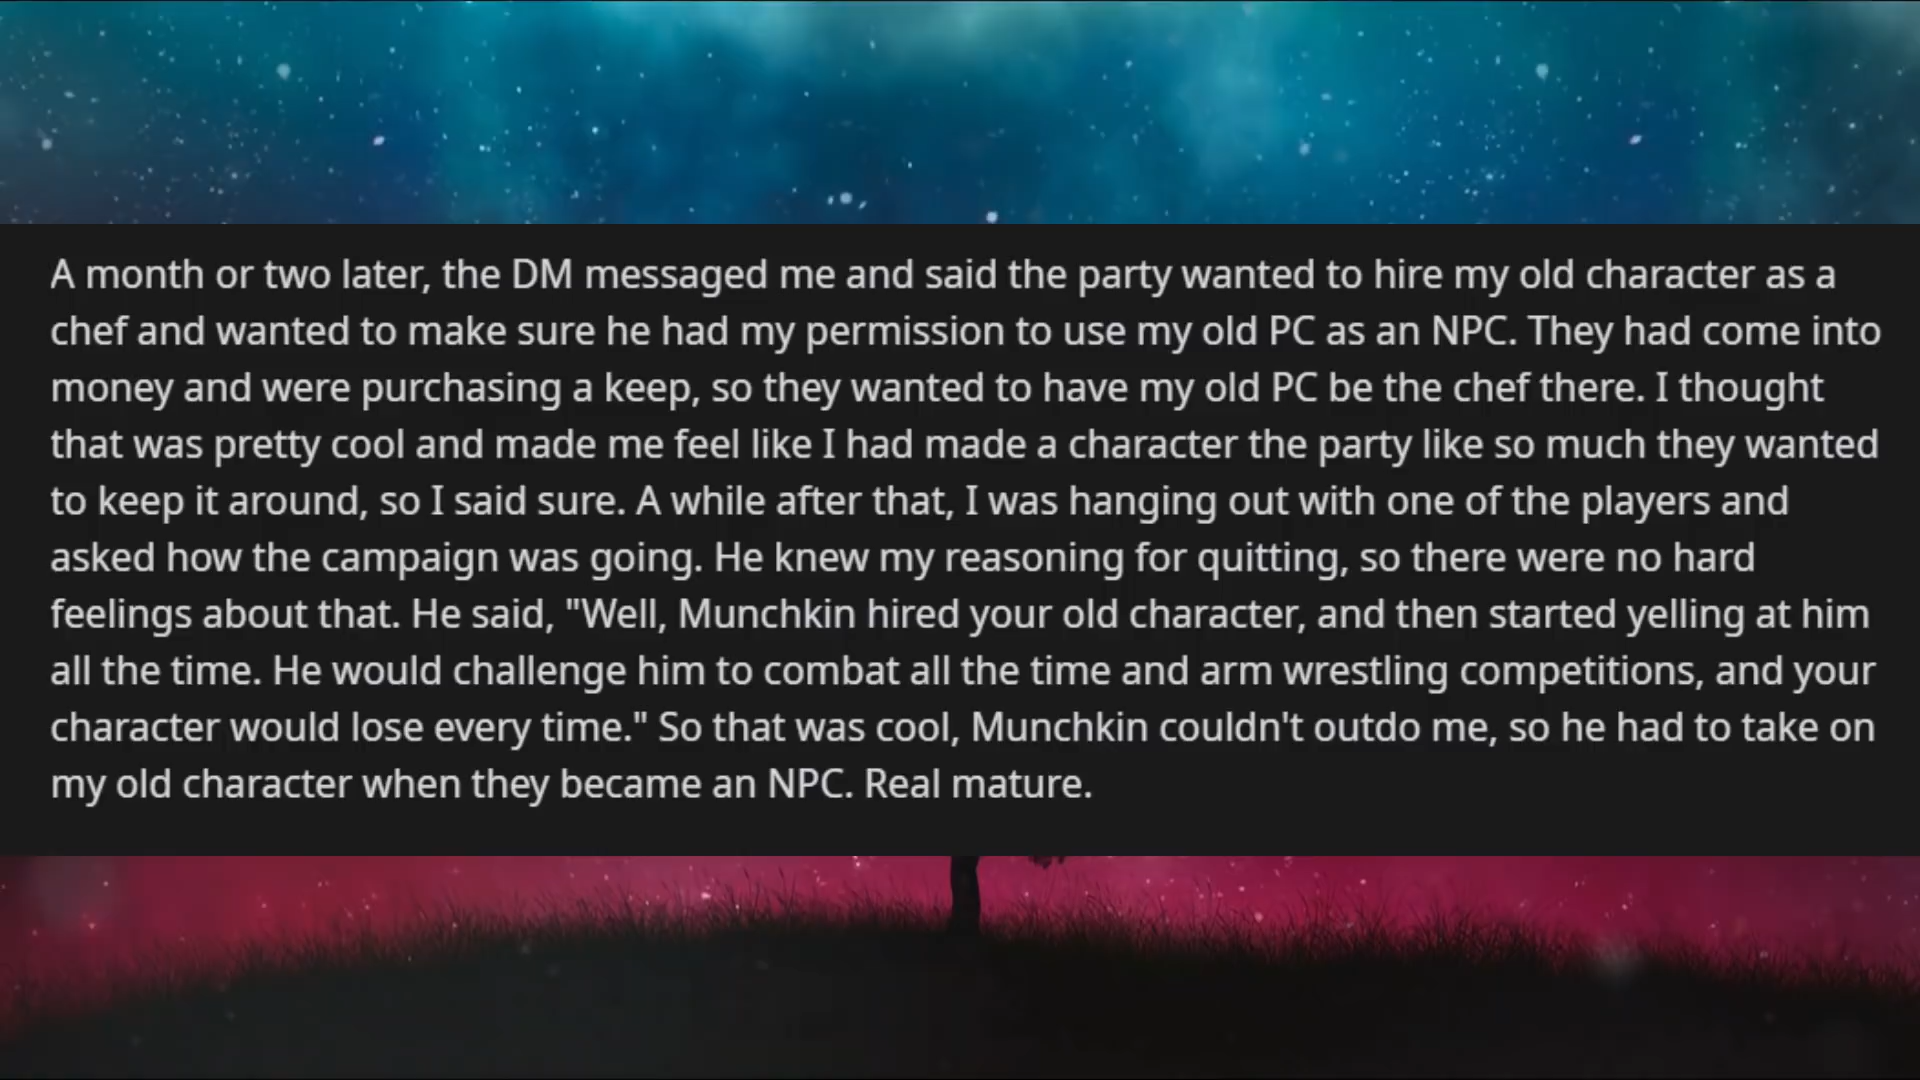 A month or two later, the DM messaged me and said the party wanted to hire my old character as a
chef and wanted to make sure he had my permission to use my old PC as an NPC. They had come into
money and were purchasing a keep, so they wanted to have my old PC be the chef there. I thought
that was pretty cool and made me feel like I had made a character the party like so much they wanted
to keep it around, so I said sure. A while after that, I was hanging out with one of the players and
asked how the campaign was going. He knew my reasoning for quitting, so there were no hard
feelings about that. He said, "Well, Munchkin hired your old character, and then started yelling at him
all the time. He would challenge him to combat all the time and arm wrestling competitions, and your
character would lose every time." So that was cool, Munchkin couldn't outdo me, so he had to take on
my old character when they became an NPC. Real mature.